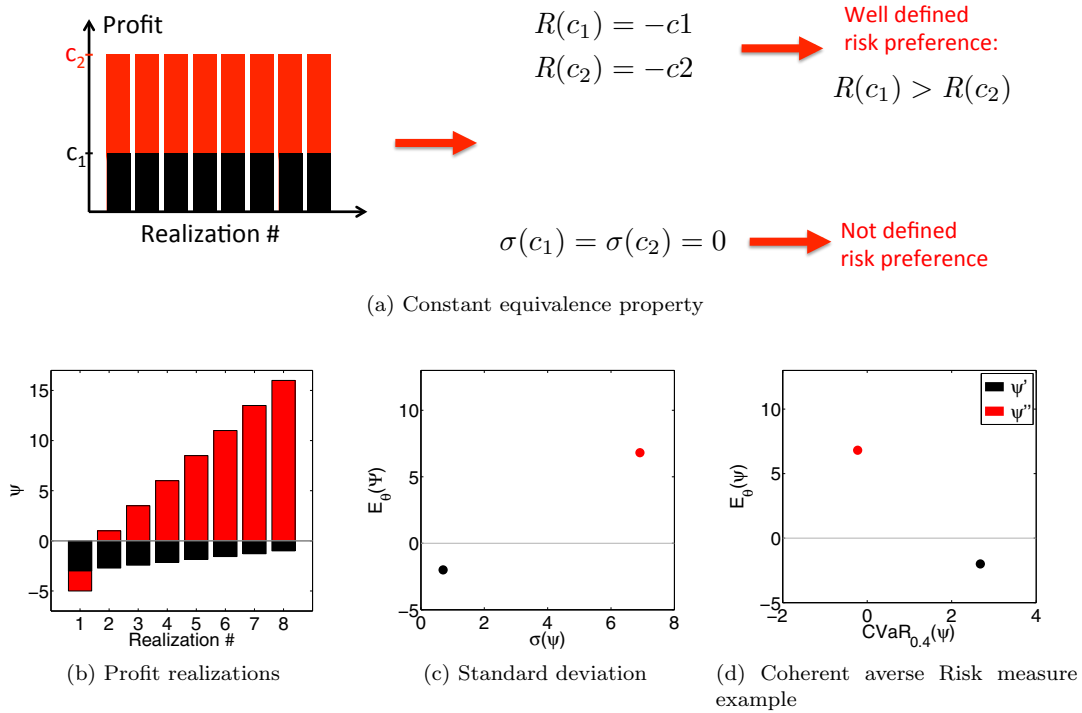 Profit
c2
c1
Realization #
R(c1) = −c1
R(c2) = −c2
Well defined
risk preference:
R(c1) > R(c2)
σ(c1) = σ(c2) = 0
Not defined
risk preference
(a) Constant equivalence property
15
10
5
0
−5
ψ
1 2 3 4 5 6 7 8
Realization #
(b) Profit realizations
10
5
0
−5
Eθ(Ψ)
0 2 4 6 8
σ(ψ)
(c) Standard deviation
10
5
0
−5
Eθ(ψ)
−2 0 2 4
CVaR0.4(ψ)
ψ'
ψ''
(d) Coherent averse Risk measure
example